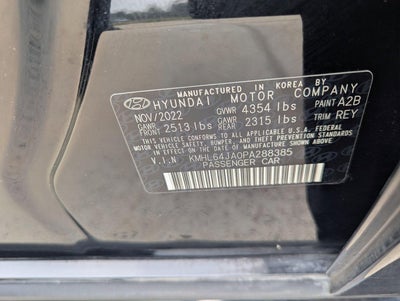 MANUFACTURED IN KOREA BY
HYUNDAI MOTOR COMPANY
NOV/2022 GVWR 4354 lbs PAINT A2B
GAWR FRONT 2513 lbs GAWR REAR 2315 lbs TRIM REY
THIS VEHICLE CONFORMS TO ALL APPLICABLE U.S.A. FEDERAL
MOTOR VEHICLE SAFETY, BUMPER, AND THEFT PREVENTION STANDARDS
IN EFFECT ON THE DATE OF MANUFACTURE SHOWN ABOVE.
V.I.N KMHL64JA0PA288385
PASSENGER CAR